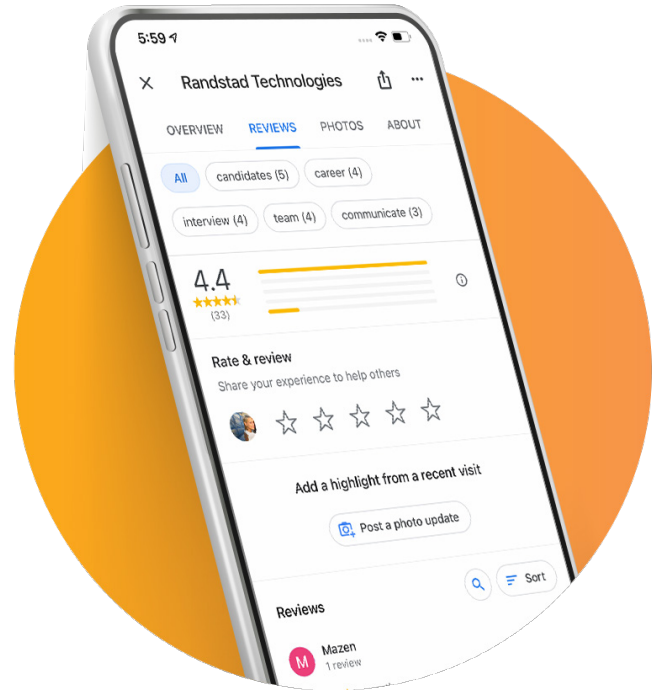 5:59
Randstad Technologies
OVERVIEW REVIEWS PHOTOS ABOUT
All candidates (5) career (4)
interview (4) team (4) communicate (3)
4.4
(33)
Rate & review
Share your experience to help others
Add a highlight from a recent visit
Post a photo update
Reviews
Sort
M
Mazen
1 review